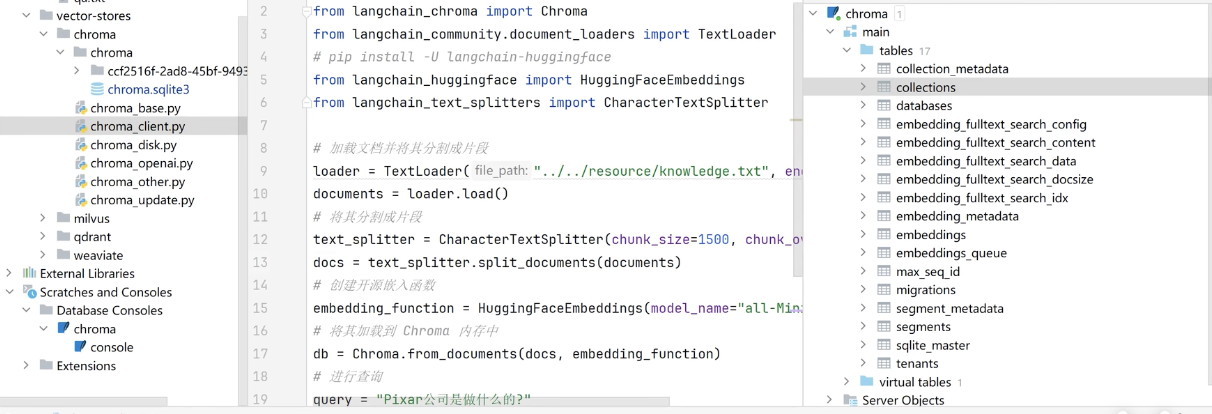 vector-stores
chroma
chroma
ccf2516f-2ad8-45bf-9493
chroma.sqlite3
chroma_base.py
chroma_client.py
chroma_disk.py
chroma_openai.py
chroma_other.py
chroma_update.py
milvus
qdrant
weaviate
External Libraries
Scratches and Consoles
Database Consoles
chroma
console
Extensions
2 from langchain_chroma import Chroma
3 from langchain_community.document_loaders import TextLoader
4 # pip install -U langchain-huggingface
5 from langchain_huggingface import HuggingFaceEmbeddings
6 from langchain_text_splitters import CharacterTextSplitter
7
8 # 加载文档并将其分割成片段
9 loader = TextLoader( file_path: "../../resource/knowledge.txt", en
10 documents = loader.load()
11 # 将其分割成片段
12 text_splitter = CharacterTextSplitter(chunk_size=1500, chunk_ov
13 docs = text_splitter.split_documents(documents)
14 # 创建开源嵌入函数
15 embedding_function = HuggingFaceEmbeddings(model_name="all-Min
16 # 将其加载到 Chroma 内存中
17 db = Chroma.from_documents(docs, embedding_function)
18 # 进行查询
19 query = "Pixar公司是做什么的?"
chroma 1
main
tables 17
collection_metadata
collections
databases
embedding_fulltext_search_config
embedding_fulltext_search_content
embedding_fulltext_search_data
embedding_fulltext_search_docsize
embedding_fulltext_search_idx
embedding_metadata
embeddings
embeddings_queue
max_seq_id
migrations
segment_metadata
segments
sqlite_master
tenants
virtual tables 1
Server Objects